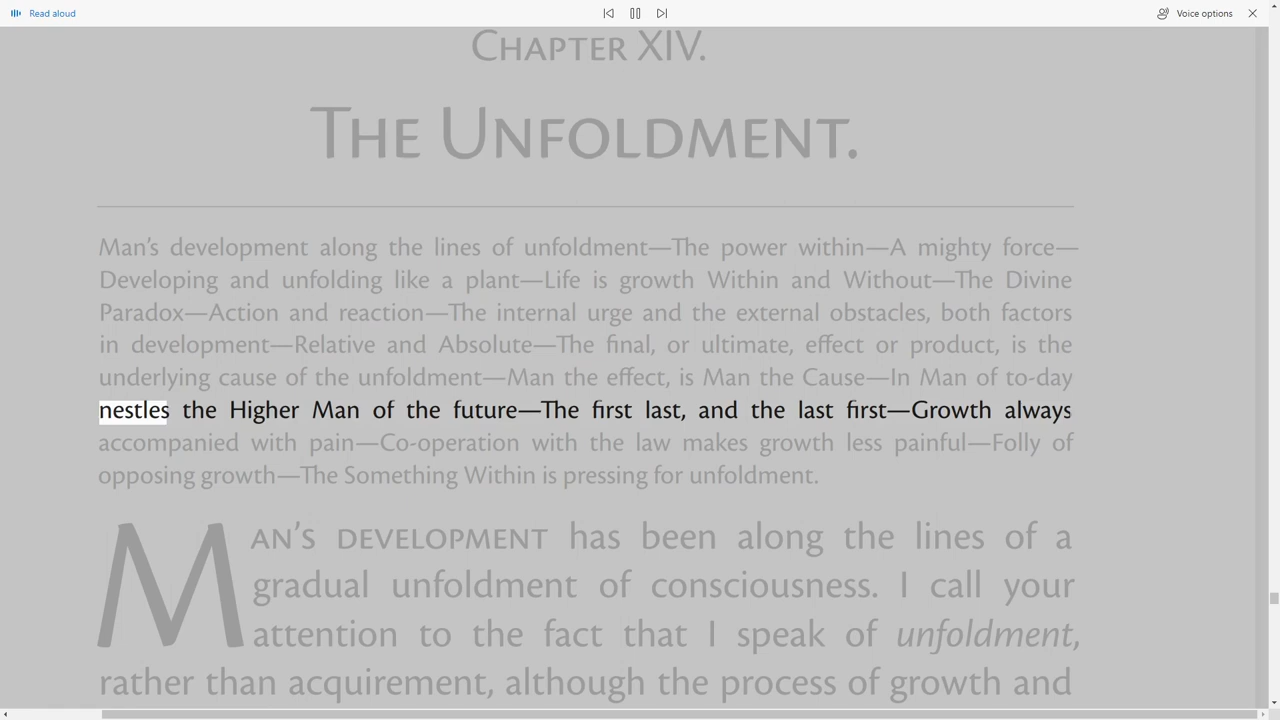 Read aloud
Voice options
CHAPTER XIV.
THE UNFOLDMENT.
Man's development along the lines of unfoldment—The power within—A mighty force—
Developing and unfolding like a plant—Life is growth Within and Without—The Divine
Paradox—Action and reaction—The internal urge and the external obstacles, both factors
in development—Relative and Absolute—The final, or ultimate, effect or product, is the
underlying cause of the unfoldment—Man the effect, is Man the Cause—In Man of to-day
nestles the Higher Man of the future—The first last, and the last first—Growth always
accompanied with pain—Co-operation with the law makes growth less painful—Folly of
opposing growth—The Something Within is pressing for unfoldment.
MAN'S DEVELOPMENT has been along the lines of a
gradual unfoldment of consciousness. I call your
attention to the fact that I speak of unfoldment,
rather than acquirement, although the process of growth and